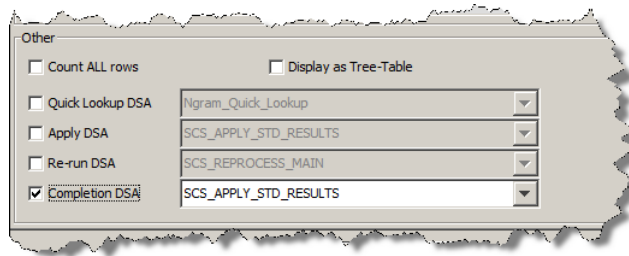 Other
Count ALL rows Display as Tree-Table
Quick Lookup DSA Ngram_Quick_Lookup
Apply DSA SCS_APPLY_STD_RESULTS
Re-run DSA SCS_REPROCESS_MAIN
Completion DSA SCS_APPLY_STD_RESULTS